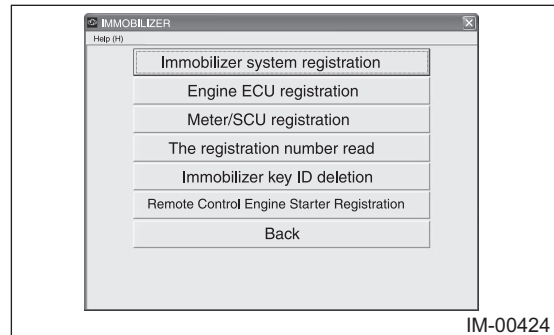 IMMOBILIZER
Help (H)
Immobilizer system registration
Engine ECU registration
Meter/SCU registration
The registration number read
Immobilizer key ID deletion
Remote Control Engine Starter Registration
Back
IM-00424